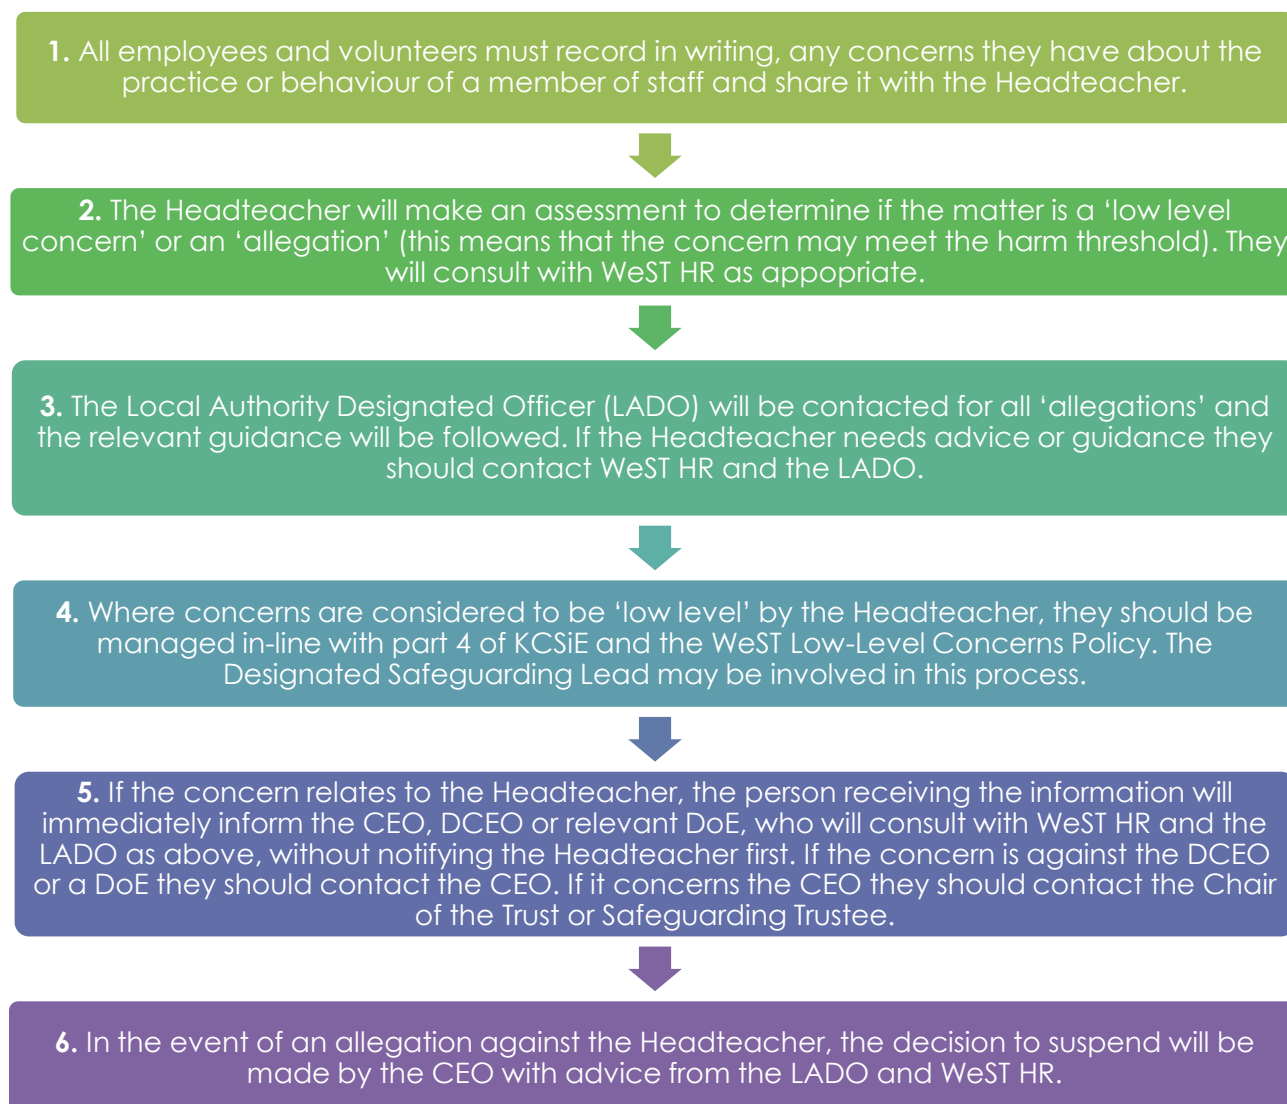 1. All employees and volunteers must record in writing, any concerns they have about the
practice or behaviour of a member of staff and share it with the Headteacher.
2. The Headteacher will make an assessment to determine if the matter is a ‘low level
concern’ or an ‘allegation’ (this means that the concern may meet the harm threshold). They
will consult with WeST HR as appopriate.
3. The Local Authority Designated Officer (LADO) will be contacted for all ‘allegations’ and
the relevant guidance will be followed. If the Headteacher needs advice or guidance they
should contact WeST HR and the LADO.
4. Where concerns are considered to be ‘low level’ by the Headteacher, they should be
managed in-line with part 4 of KCSiE and the WeST Low-Level Concerns Policy. The
Designated Safeguarding Lead may be involved in this process.
5. If the concern relates to the Headteacher, the person receiving the information will
immediately inform the CEO, DCEO or relevant DoE, who will consult with WeST HR and the
LADO as above, without notifying the Headteacher first. If the concern is against the DCEO
or a DoE they should contact the CEO. If it concerns the CEO they should contact the Chair
of the Trust or Safeguarding Trustee.
6. In the event of an allegation against the Headteacher, the decision to suspend will be
made by the CEO with advice from the LADO and WeST HR.